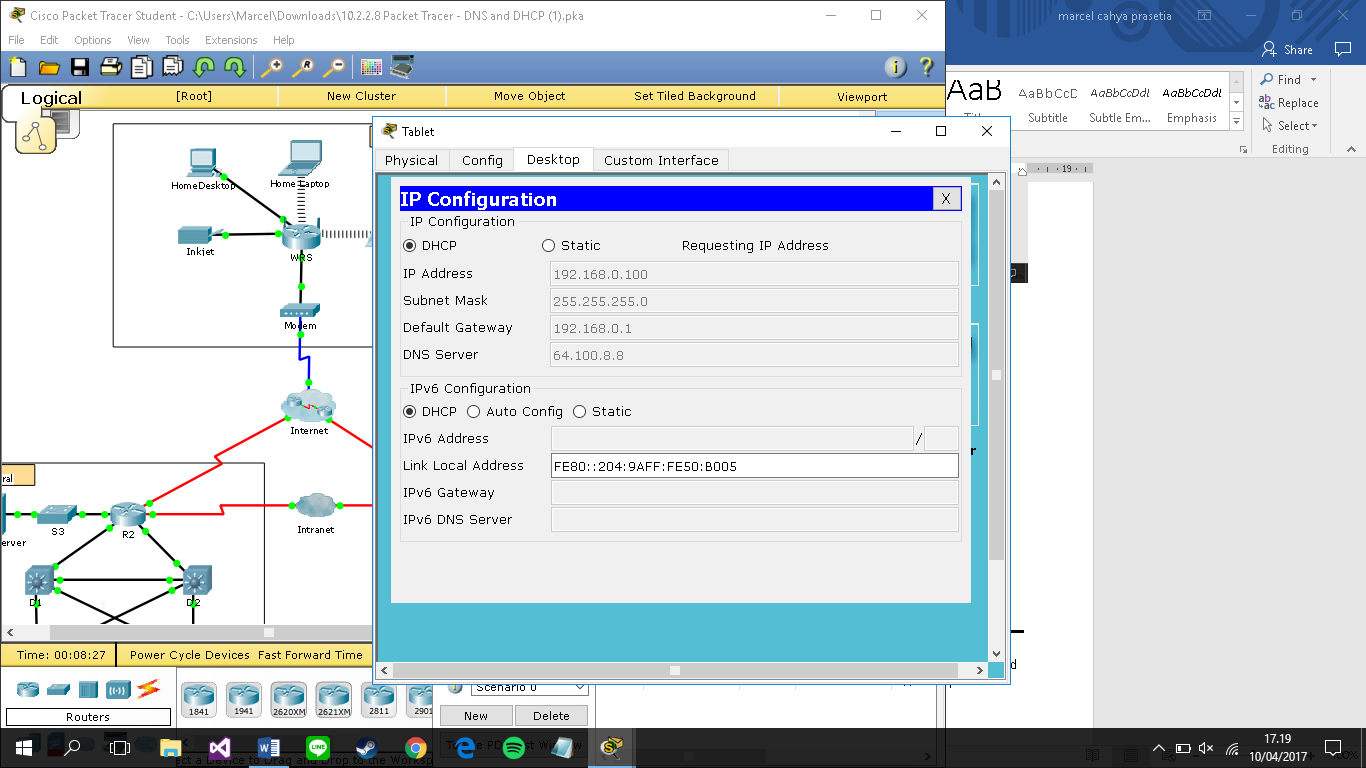 Cisco Packet Tracer Student - C:\Users\Marcel\Downloads\10.2.2.8 Packet Tracer - DNS and DHCP (1).pka
marcel cahya prasetia
File Edit Options View Tools Extensions Help
Share
Logical [Root] New Cluster Move Object Set Tiled Background Viewport
AaB AaBbCcD AaBbCcDdI AaBbCcDdI
Subtitle Subtle Em... Emphasis
Find
Replace
Select
Editing
19
Tablet
Physical Config Desktop Custom Interface
IP Configuration X
IP Configuration
DHCP Static Requesting IP Address
IP Address 192.168.0.100
Subnet Mask 255.255.255.0
Default Gateway 192.168.0.1
DNS Server 64.100.8.8
IPv6 Configuration
DHCP Auto Config Static
IPv6 Address /
Link Local Address FE80::204:9AFF:FE50:B005
IPv6 Gateway
IPv6 DNS Server
HomeDesktop
Home Laptop
Inkjet
WRS
Modem
Internet
Intranet
S3
R2
D1
D2
Time: 00:08:27 Power Cycle Devices Fast Forward Time
Routers
1841 1941 2620XM 2621XM 2811 2901
Scenario 0
New Delete
17.19
10/04/2017